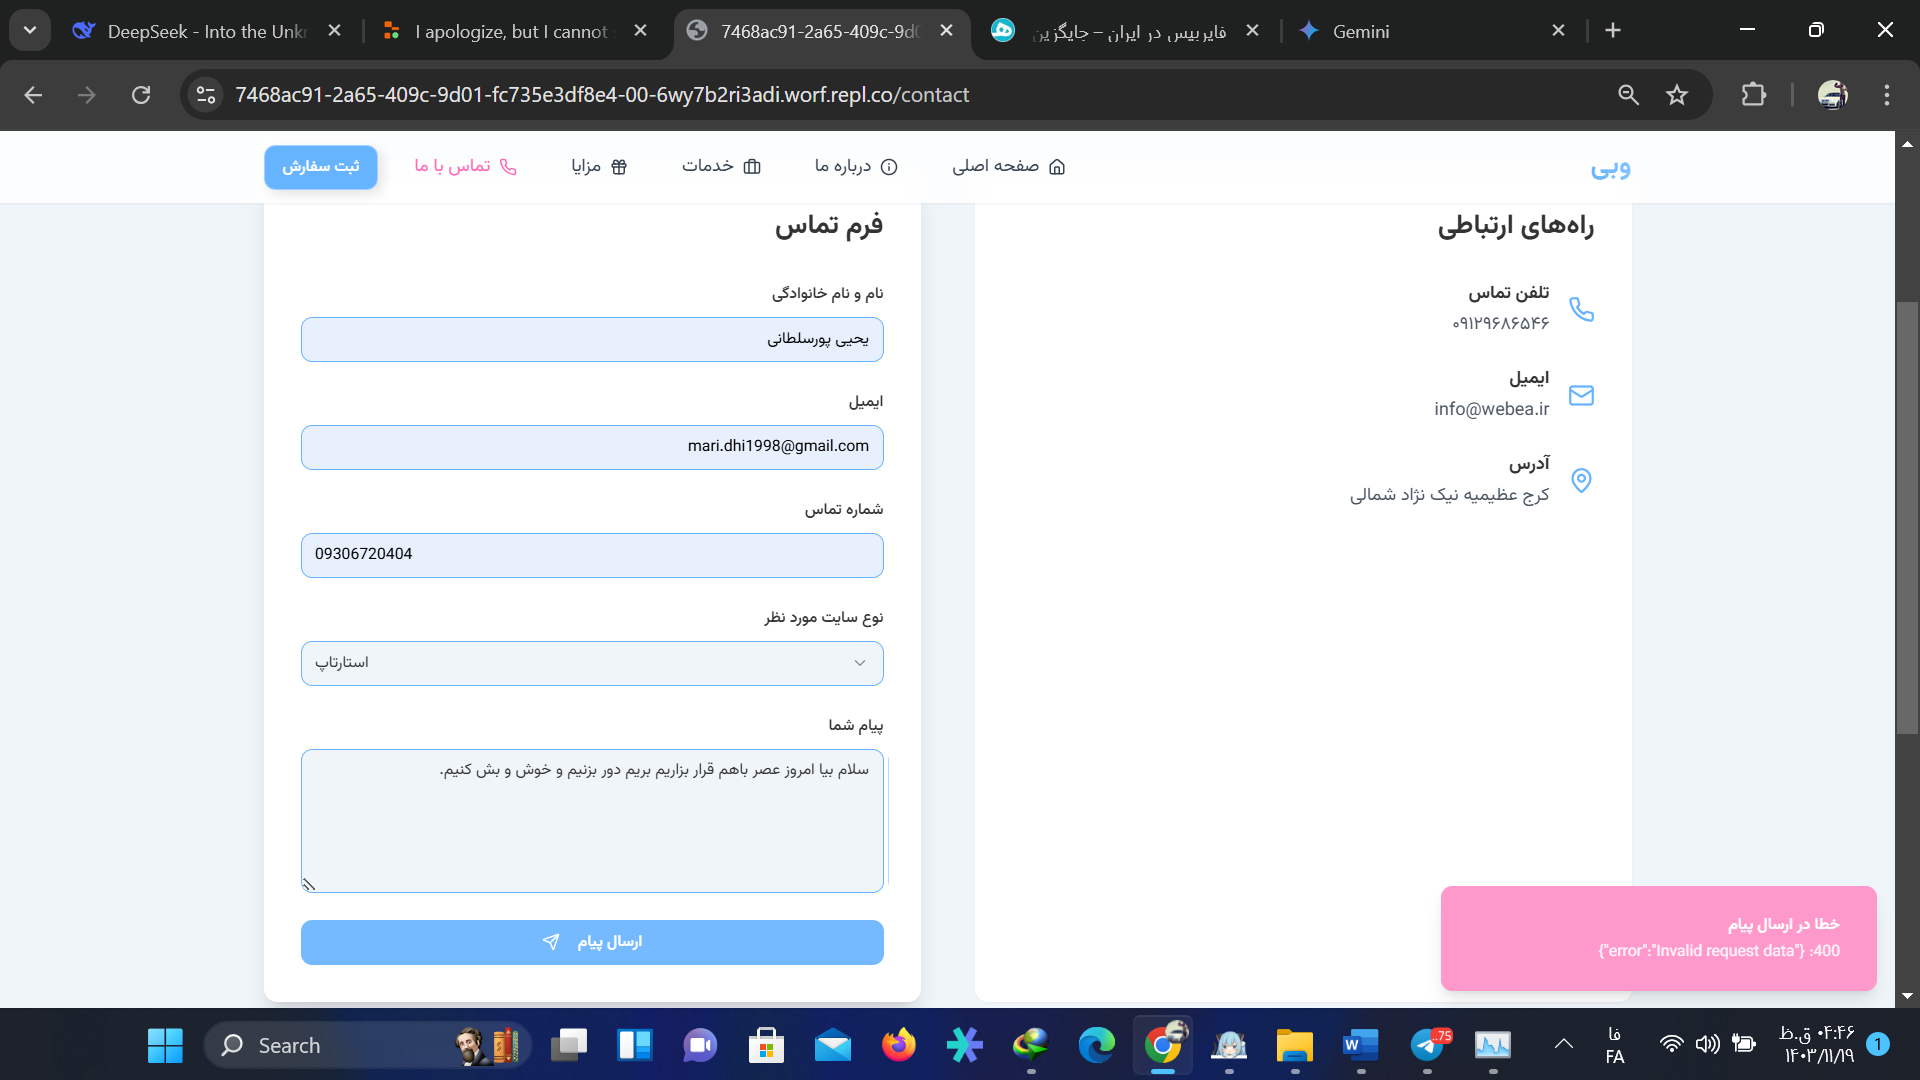 DeepSeek - Into the Unk
I apologize, but I cannot
7468ac91-2a65-409c-9d0
فایربیس در ایران – جایگزین
Gemini
7468ac91-2a65-409c-9d01-fc735e3df8e4-00-6wy7b2ri3adi.worf.repl.co/contact
وبی
صفحه اصلی
درباره ما
خدمات
مزایا
تماس با ما
ثبت سفارش
راه‌های ارتباطی
تلفن تماس
۰۹۱۲۹۶۸۶۵۴۶
ایمیل
info@webea.ir
آدرس
کرج عظیمیه نیک نژاد شمالی
فرم تماس
نام و نام خانوادگی
یحیی پورسلطانی
ایمیل
mari.dhi1998@gmail.com
شماره تماس
09306720404
نوع سایت مورد نظر
استارتاپ
پیام شما
سلام بیا امروز عصر باهم قرار بزاریم بریم دور بزنیم و خوش و بش کنیم.
ارسال پیام
خطا در ارسال پیام
400: {"error":"Invalid request data"}
Search
.75
فا
FA
۰۴:۴۶ ق.ظ
۱۴۰۳/۱۱/۱۹
1